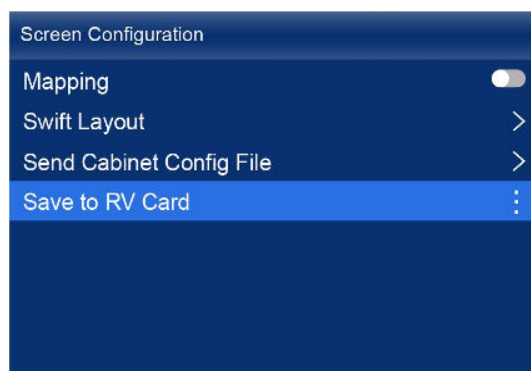 Screen Configuration
Mapping
Swift Layout
Send Cabinet Config File
Save to RV Card